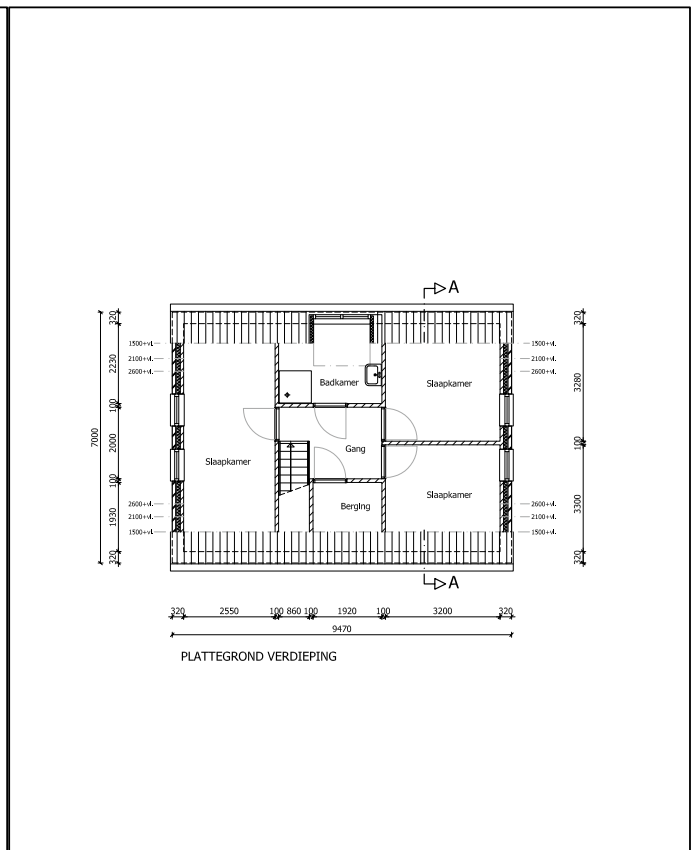 A
320
320
1500+vl.
1500+vl.
2100+vl.
2100+vl.
2600+vl.
2600+vl.
2230
3280
Badkamer
Slaapkamer
100
7000
2000
100
Gang
Slaapkamer
100
Slaapkamer
2600+vl.
2600+vl.
Berging
2100+vl.
2100+vl.
1930
3300
1500+vl.
1500+vl.
320
320
A
320 2550 100 860 100 1920 100 3200 320
9470
PLATTEGROND VERDIEPING